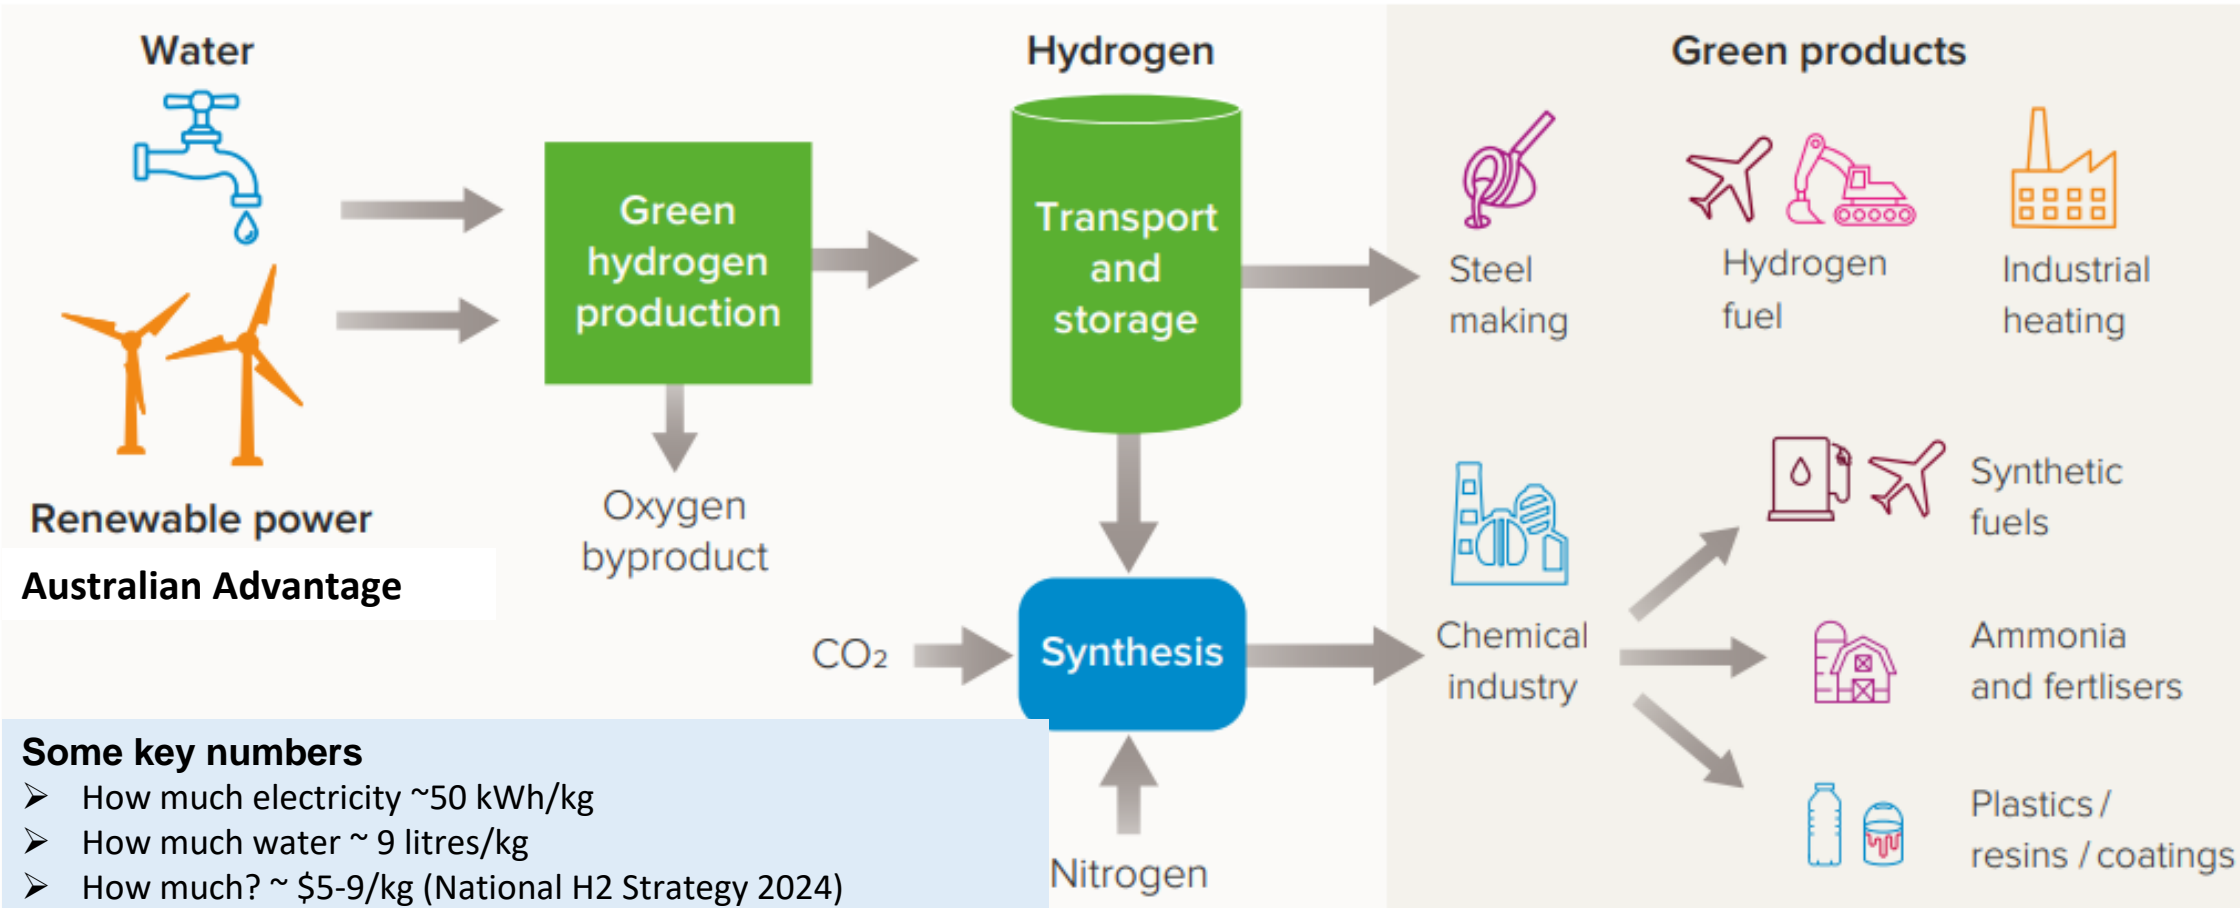 Water
Renewable power
Australian Advantage
Green
hydrogen
production
Oxygen
byproduct
Hydrogen
Transport
and
storage
CO₂
Synthesis
Nitrogen
Green products
Steel
making
Hydrogen
fuel
Industrial
heating
Chemical
industry
Synthetic
fuels
Ammonia
and fertlisers
Plastics /
resins / coatings
Some key numbers
➢ How much electricity ~50 kWh/kg
➢ How much water ~ 9 litres/kg
➢ How much? ~ $5-9/kg (National H2 Strategy 2024)